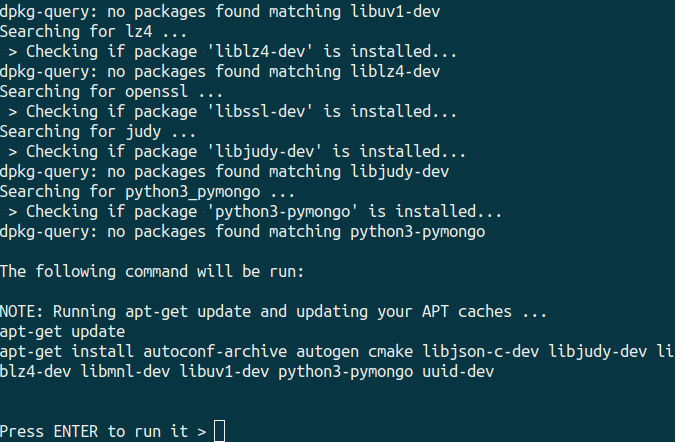 dpkg-query: no packages found matching libuv1-dev
Searching for lz4 ...
 > Checking if package 'liblz4-dev' is installed...
dpkg-query: no packages found matching liblz4-dev
Searching for openssl ...
 > Checking if package 'libssl-dev' is installed...
Searching for judy ...
 > Checking if package 'libjudy-dev' is installed...
dpkg-query: no packages found matching libjudy-dev
Searching for python3_pymongo ...
 > Checking if package 'python3-pymongo' is installed...
dpkg-query: no packages found matching python3-pymongo
The following command will be run:
NOTE: Running apt-get update and updating your APT caches ...
apt-get update
apt-get install autoconf-archive autogen cmake libjson-c-dev libjudy-dev li
blz4-dev libmnl-dev libuv1-dev python3-pymongo uuid-dev
Press ENTER to run it >